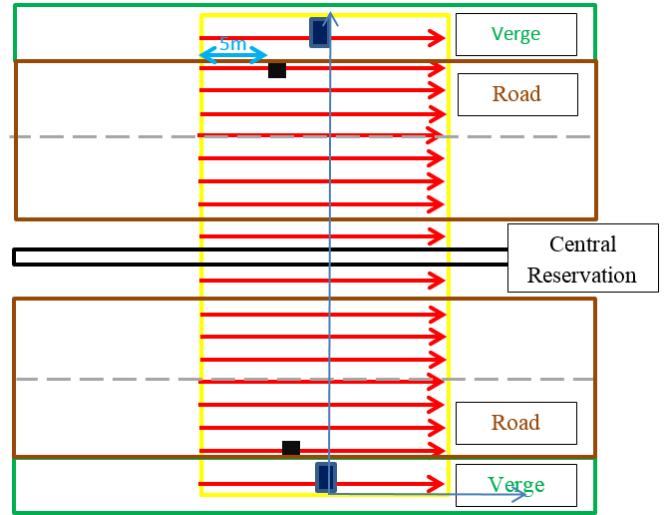 Verge
5m
Road
Central
Reservation
Road
Verge